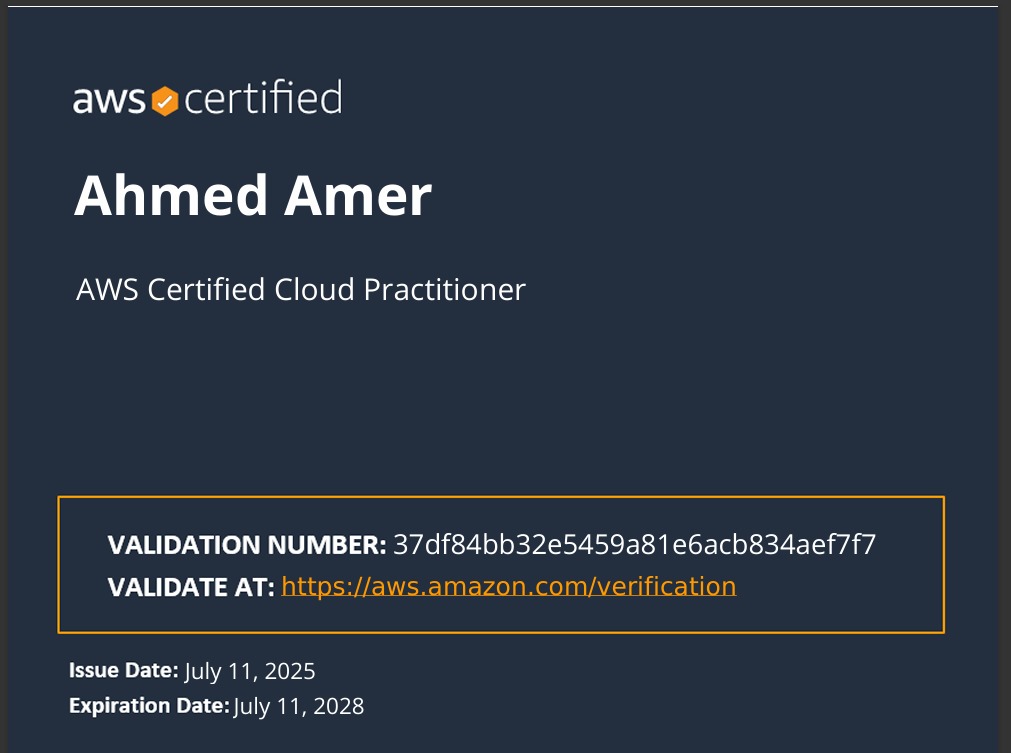 aws certified
Ahmed Amer
AWS Certified Cloud Practitioner
VALIDATION NUMBER: 37df84bb32e5459a81e6acb834aef7f7
VALIDATE AT: https://aws.amazon.com/verification
Issue Date: July 11, 2025
Expiration Date: July 11, 2028